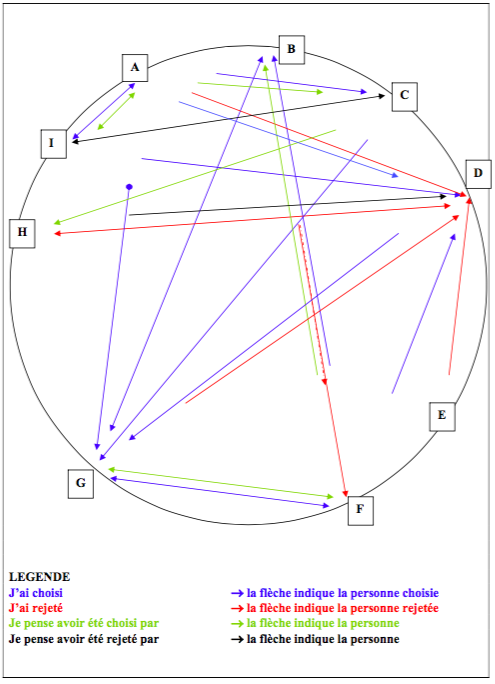 B
A
C
I
D
H
E
G
F
LEGENDE
J'ai choisi → la flèche indique la personne choisie
J'ai rejeté → la flèche indique la personne rejetée
Je pense avoir été choisi par → la flèche indique la personne
Je pense avoir été rejeté par → la flèche indique la personne